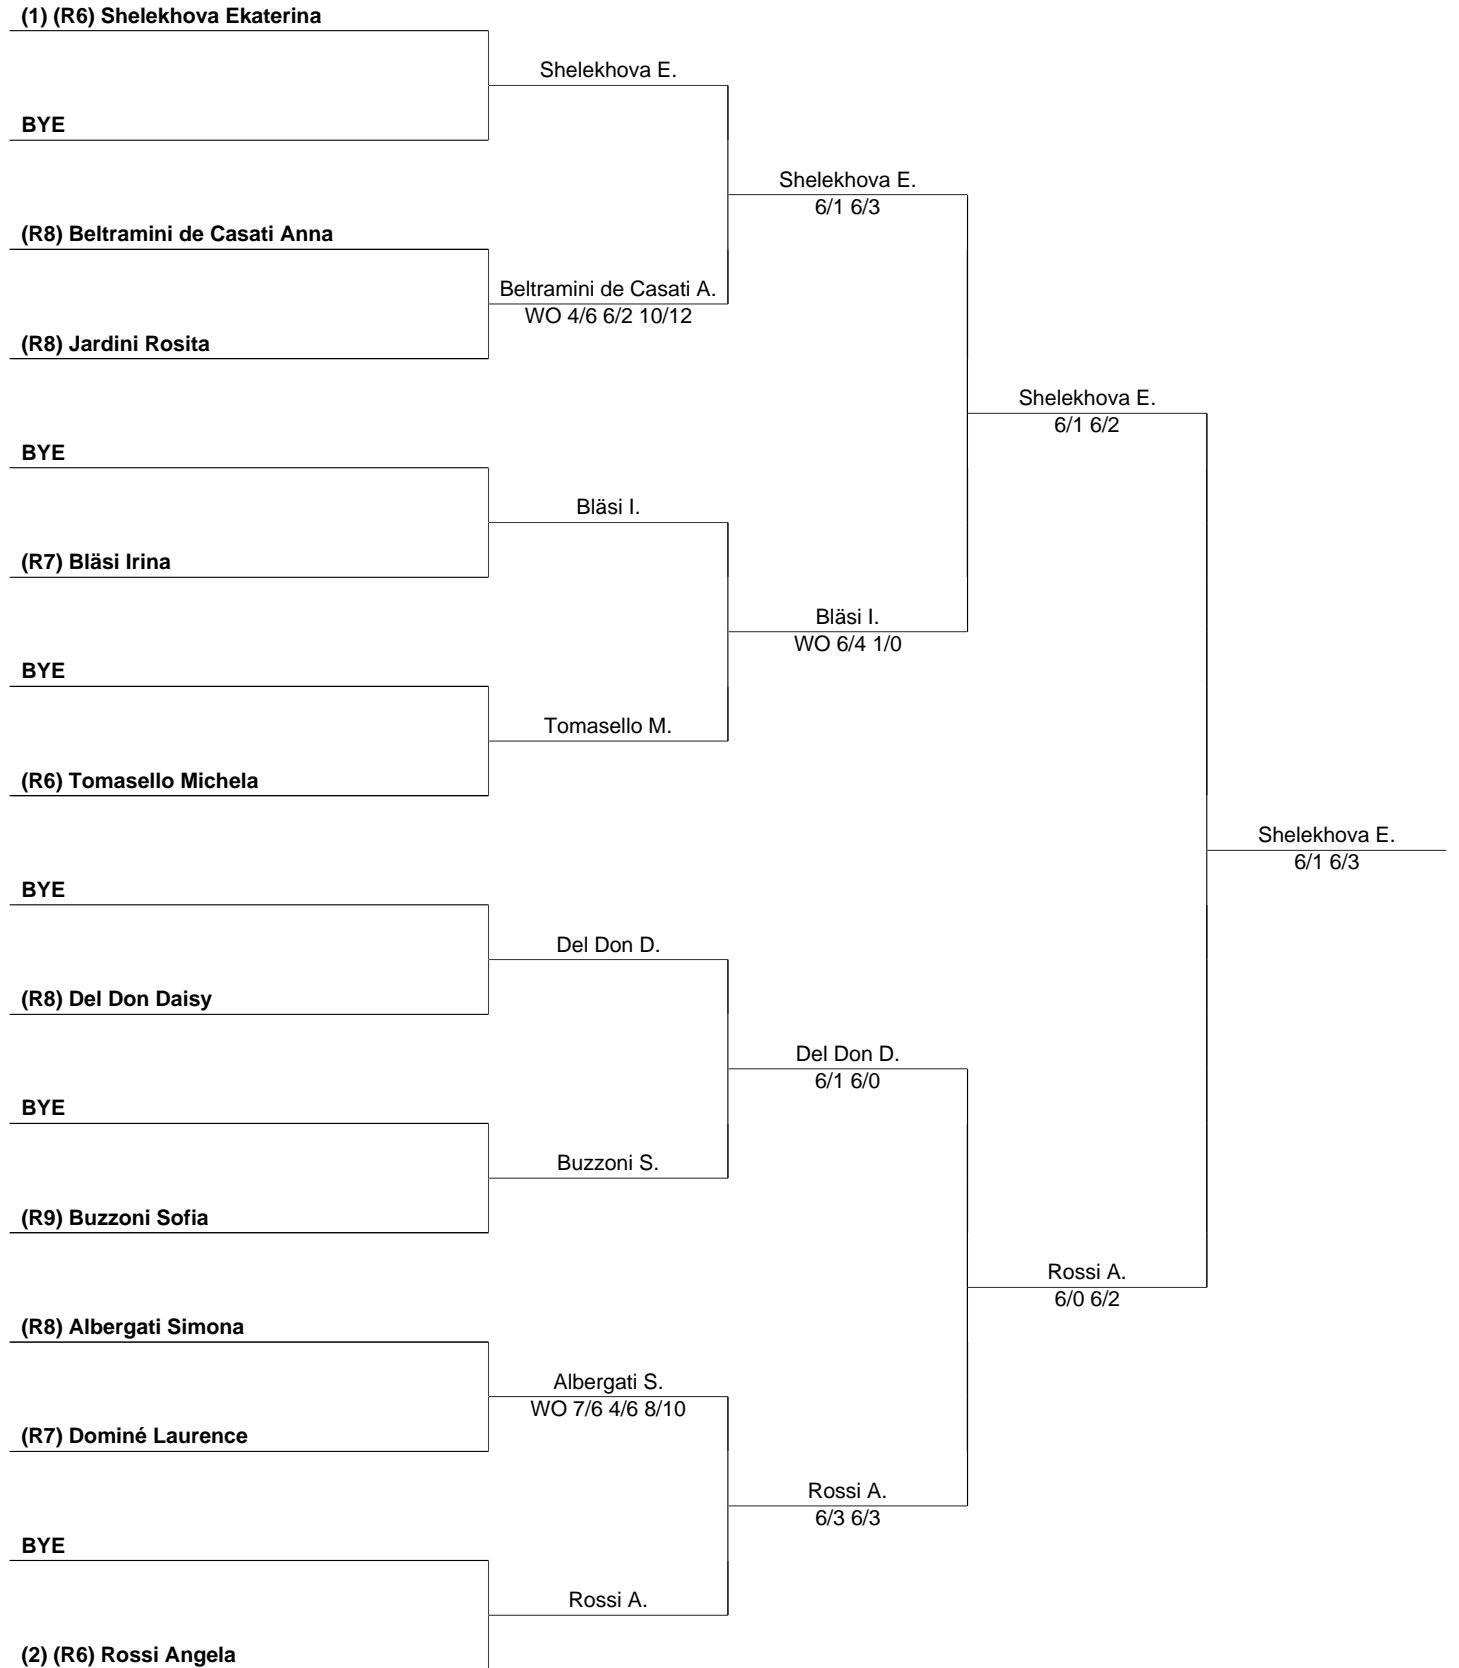 (1) (R6) Shelekhova Ekaterina
Shelekhova E.
BYE
Shelekhova E.
6/1 6/3
(R8) Beltramini de Casati Anna
Beltramini de Casati A.
WO 4/6 6/2 10/12
(R8) Jardini Rosita
Shelekhova E.
6/1 6/2
BYE
Bläsi I.
(R7) Bläsi Irina
Bläsi I.
WO 6/4 1/0
BYE
Tomasello M.
(R6) Tomasello Michela
Shelekhova E.
6/1 6/3
BYE
Del Don D.
(R8) Del Don Daisy
Del Don D.
6/1 6/0
BYE
Buzzoni S.
(R9) Buzzoni Sofia
Rossi A.
6/0 6/2
(R8) Albergati Simona
Albergati S.
WO 7/6 4/6 8/10
(R7) Dominé Laurence
Rossi A.
6/3 6/3
BYE
Rossi A.
(2) (R6) Rossi Angela